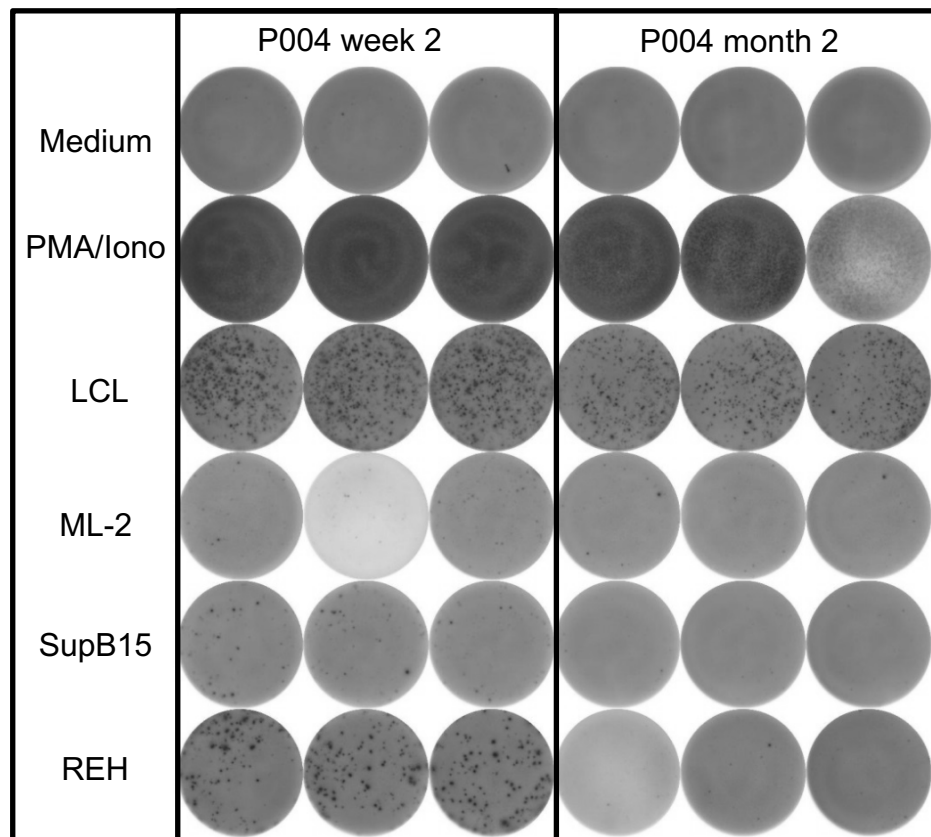 P004 week 2
P004 month 2
Medium
PMA/Iono
LCL
ML-2
SupB15
REH